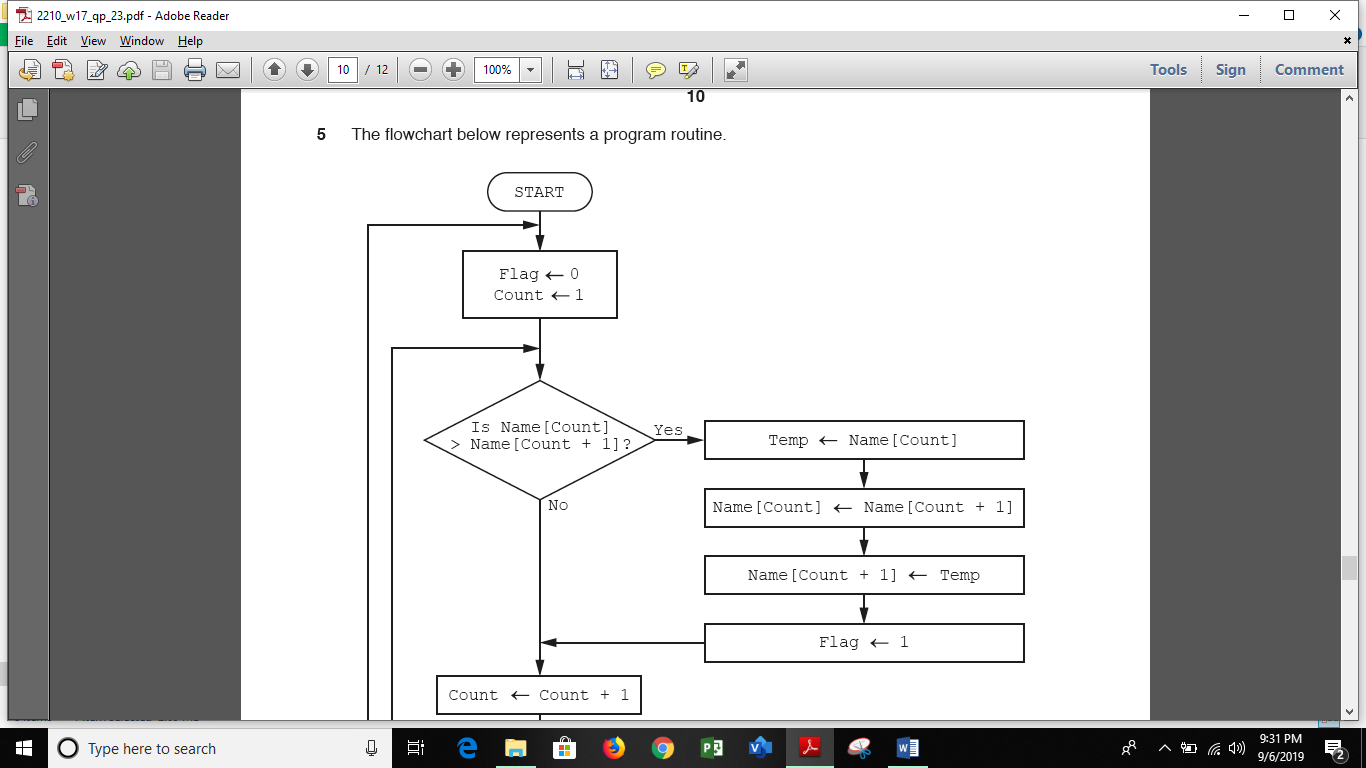 2210_w17_qp_23.pdf - Adobe Reader
File Edit View Window Help
10 / 12 100% Tools Sign Comment
10
5 The flowchart below represents a program routine.
START
Flag ← 0
Count ← 1
Is Name[Count]
> Name[Count + 1]?
Yes
No
Temp ← Name[Count]
Name[Count] ← Name[Count + 1]
Name[Count + 1] ← Temp
Flag ← 1
Count ← Count + 1
Type here to search
9:31 PM
9/6/2019
2